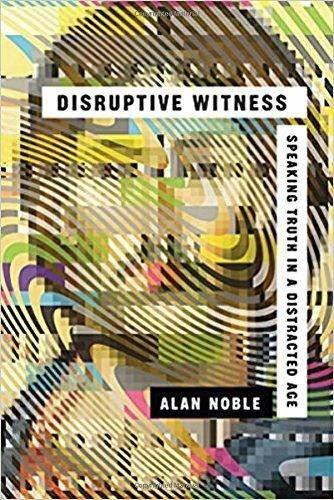 DISRUPTIVE WITNESS
SPEAKING TRUTH IN A DISTRACTED AGE
ALAN NOBLE